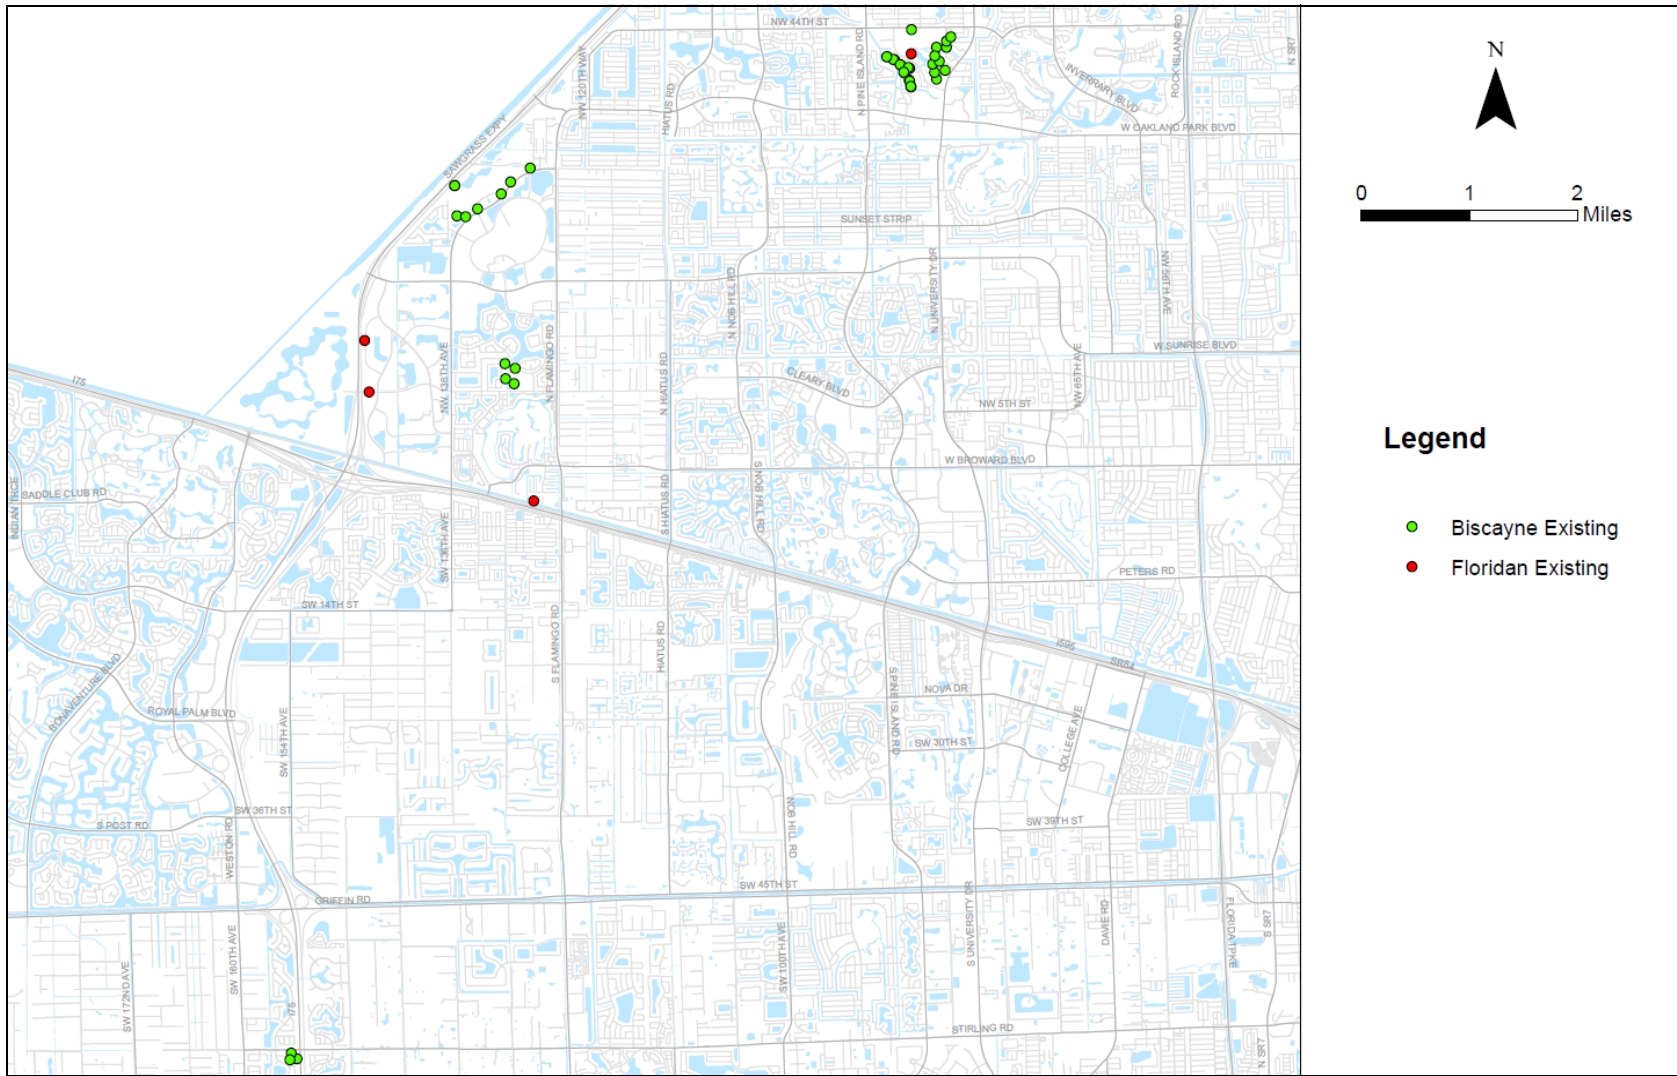 NW 44TH ST
N PINE ISLAND RD
ROCK ISLAND RD
N SR7
NW 120TH WAY
HIATUS RD
INVERRARY BLVD
W OAKLAND PARK BLVD
SAWGRASS EXPY
SUNSET STRIP
N UNIVERSITY DR
NW 56TH AVE
N NOB HILL RD
N FLAMINGO RD
NW 136TH AVE
N HIATUS RD
W SUNRISE BLVD
NW 65TH AVE
CLEARY BLVD
NW 5TH ST
I75
W BROWARD BLVD
S NOB HILL RD
INDIAN TRCE
SADDLE CLUB RD
S HIATUS RD
SW 136TH AVE
PETERS RD
SW 14TH ST
S FLAMINGO RD
HIATUS RD
I595
SR84
BONAVENTURE BLVD
S PINE ISLAND RD
NOVA DR
ROYAL PALM BLVD
SW 154TH AVE
SW 30TH ST
COLLEGE AVE
SW 36TH ST
S POST RD
WESTON RD
NOB HILL RD
SW 39TH ST
SW 45TH ST
GRIFFIN RD
S UNIVERSITY DR
DAVIE RD
FLORIDA TPKE
S SR7
SW 160TH AVE
SW 172ND AVE
SW 100TH AVE
I75
STIRLING RD
N SR7
N
0 1 2
Miles
Legend
Biscayne Existing
Floridan Existing